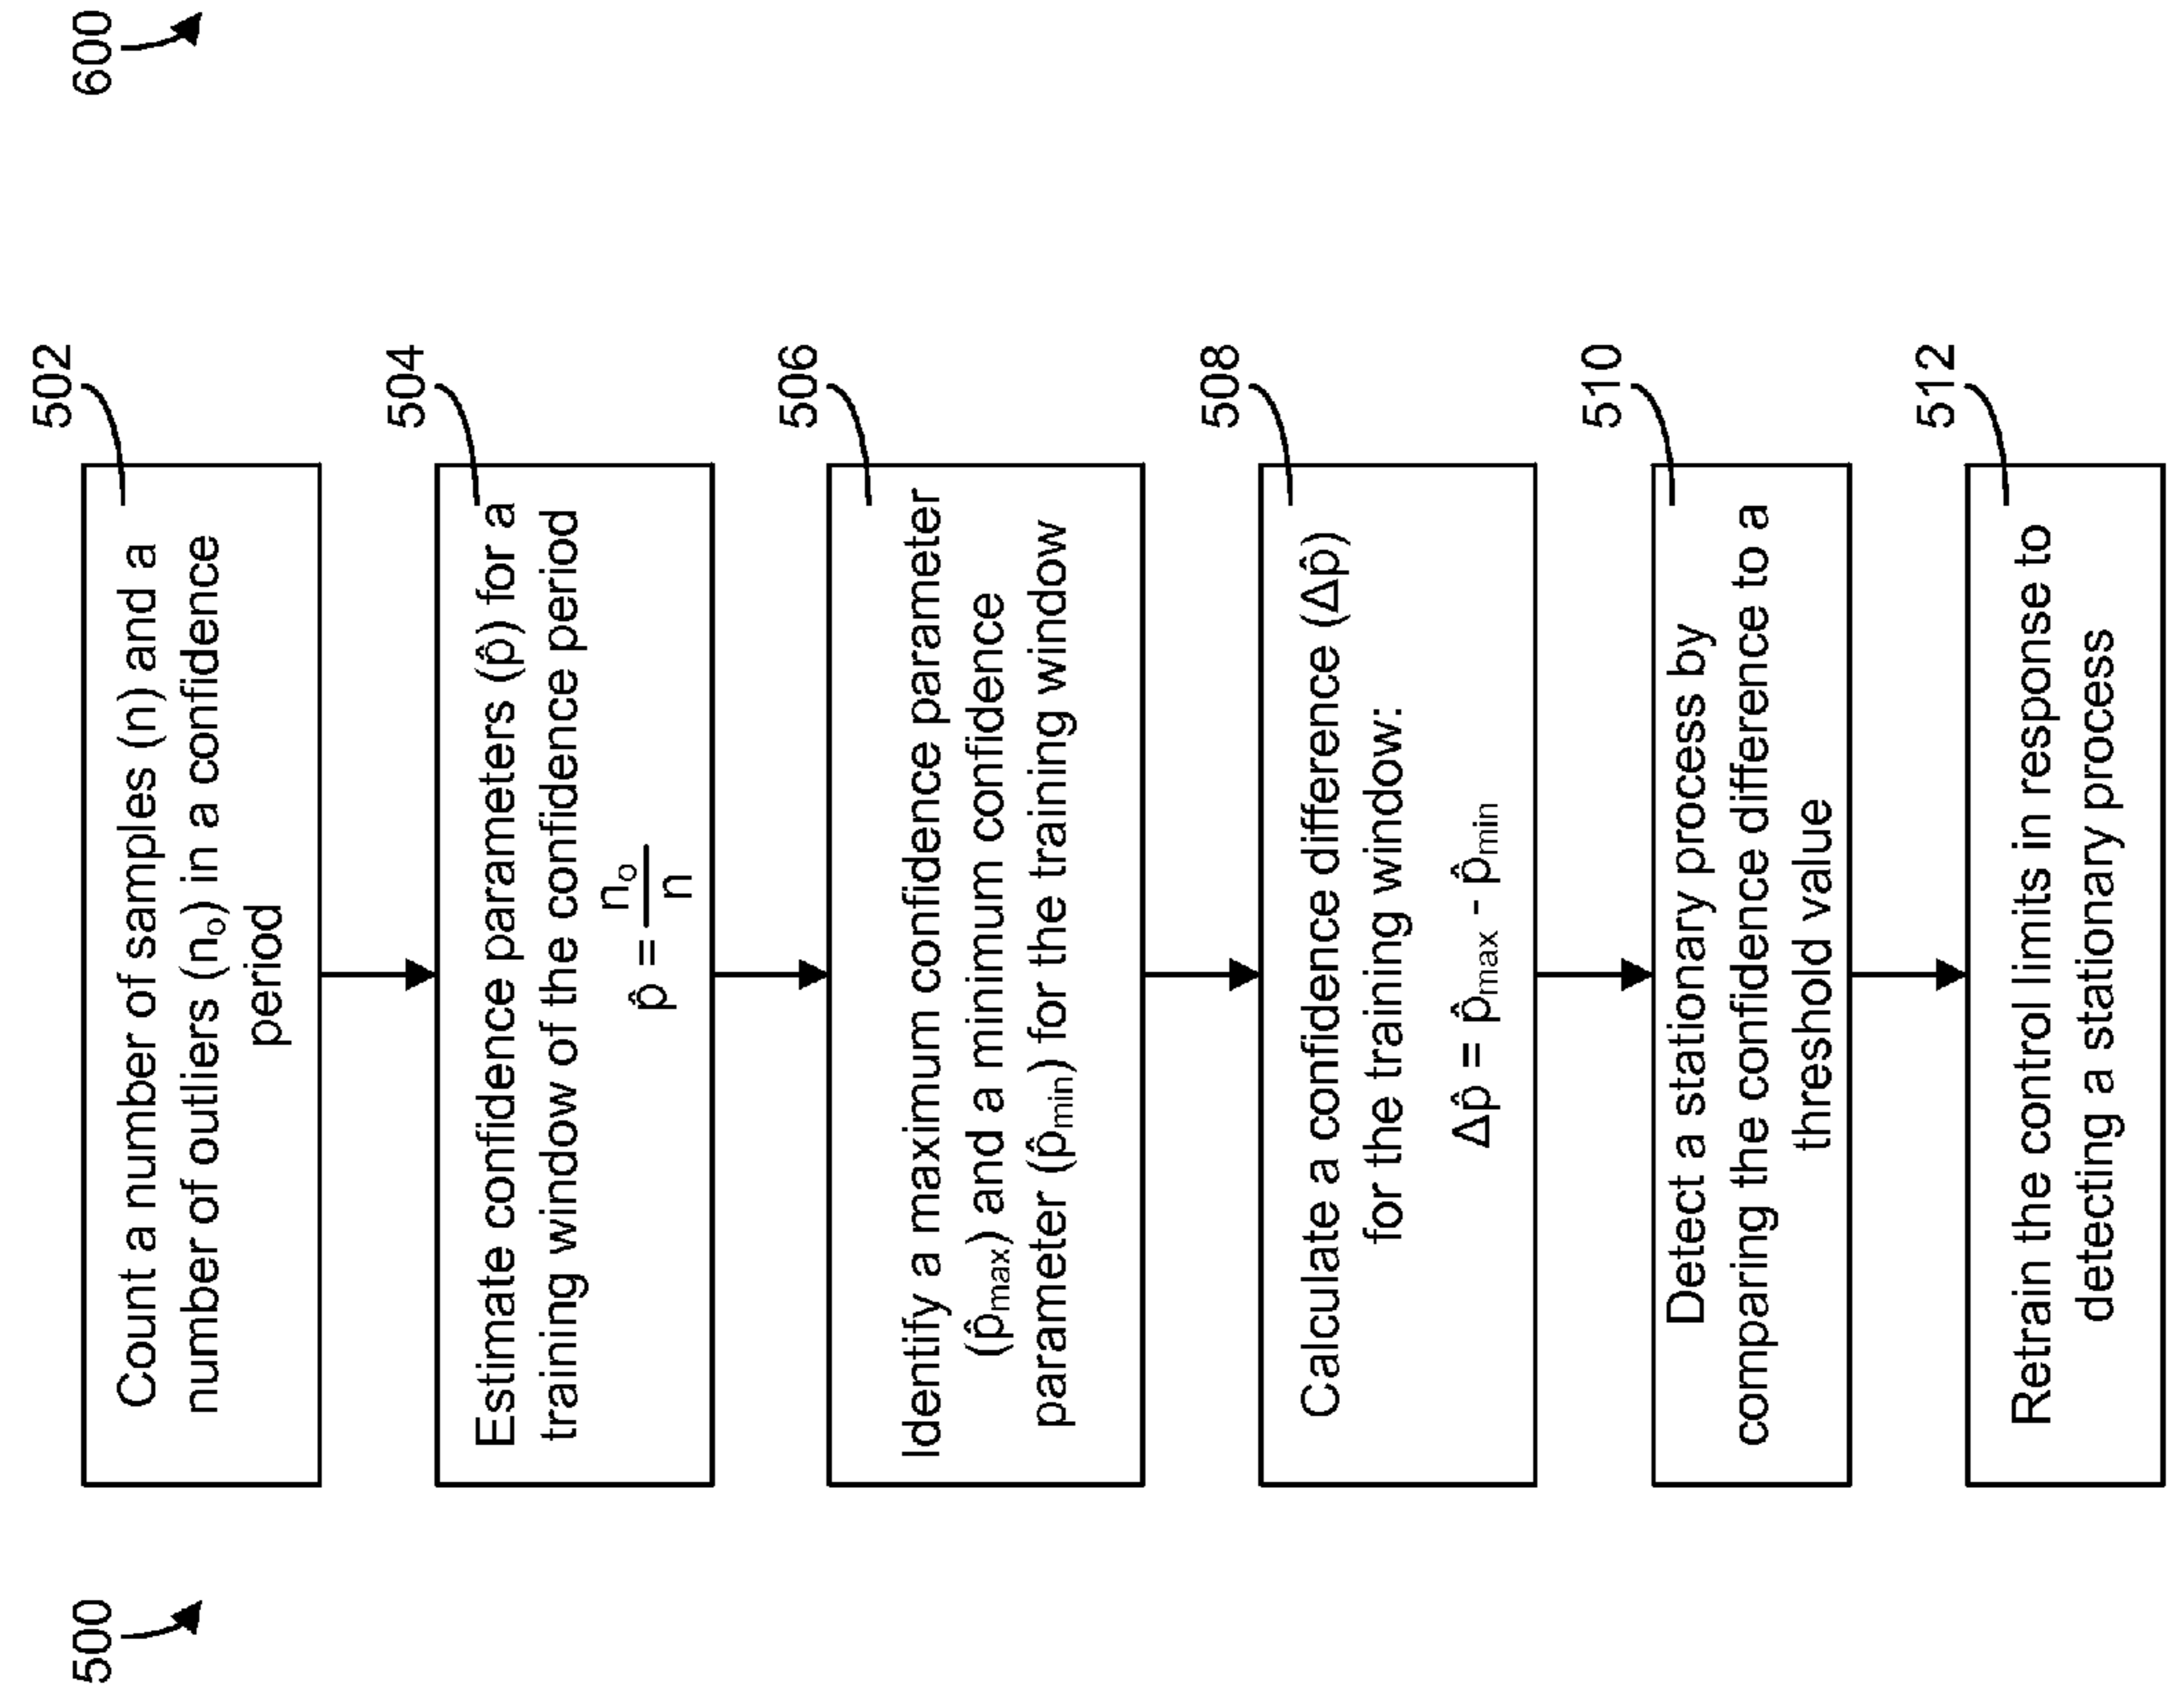 500
600
502
Count a number of samples (n) and a
number of outliers (nₒ) in a confidence
period
504
Estimate confidence parameters (p̂) for a
training window of the confidence period
p̂ = nₒ/n
506
Identify a maximum confidence parameter
(p̂max) and a minimum confidence
parameter (p̂min) for the training window
508
Calculate a confidence difference (Δp̂)
for the training window:
Δp̂ = p̂max - p̂min
510
Detect a stationary process by
comparing the confidence difference to a
threshold value
512
Retrain the control limits in response to
detecting a stationary process